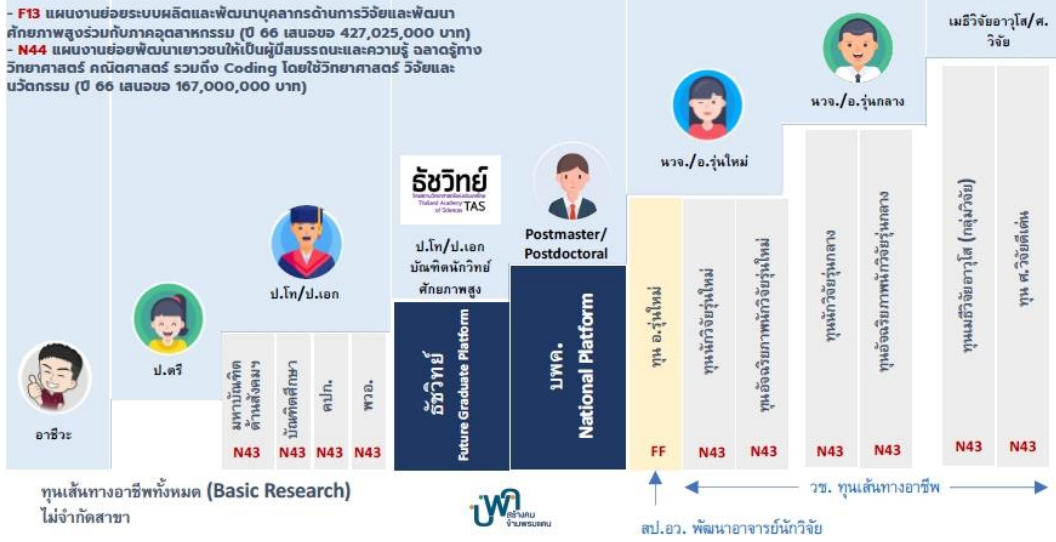 - F13 แผนงานย่อยระบบผลิตและพัฒนาบุคลากรด้านการวิจัยและพัฒนา
ศักยภาพสูงร่วมกับภาคอุตสาหกรรม (ปี 66 เสนอขอ 427,025,000 บาท)
- N44 แผนงานย่อยพัฒนาเยาวชนให้เป็นผู้มีสมรรถนะและความรู้ ฉลาดรู้ทาง
วิทยาศาสตร์ คณิตศาสตร์ รวมถึง Coding โดยใช้วิทยาศาสตร์ วิจัยและ
นวัตกรรม (ปี 66 เสนอขอ 167,000,000 บาท)
อาชีวะ
ป.ตรี
ป.โท/ป.เอก
ธัชวิทย์
Thailand Academy
of Sciences TAS
ป.โท/ป.เอก
บัณฑิตนักวิทย์
ศักยภาพสูง
Postmaster/
Postdoctoral
นวจ./อ.รุ่นใหม่
นวจ./อ.รุ่นกลาง
เมธีวิจัยอาวุโส/ศ.
วิจัย
มหาบัณฑิต
ด้านสังคมฯ
N43
บัณฑิตศึกษา
N43
คปก.
N43
พวอ.
N43
ธัชวิทย์
Future Graduate Platform
บพค.
National Platform
ทุน อ.รุ่นใหม่
FF
ทุนนักวิจัยรุ่นใหม่
N43
ทุนอัจฉริยภาพนักวิจัยรุ่นใหม่
N43
ทุนักวิจัยรุ่นกลาง
N43
ทุนอัจฉริยภาพนักวิจัยรุ่นกลาง
N43
ทุนเมธีวิจัยอาวุโส (กลุ่มวิจัย)
N43
ทุน ศ.วิจัยดีเด่น
N43
ทุนเส้นทางอาชีพทั้งหมด (Basic Research)
ไม่จำกัดสาขา
บพค
สร้างคน
ข้ามพรมแดน
วช. ทุนเส้นทางอาชีพ
สป.อว. พัฒนาอาจารย์นักวิจัย